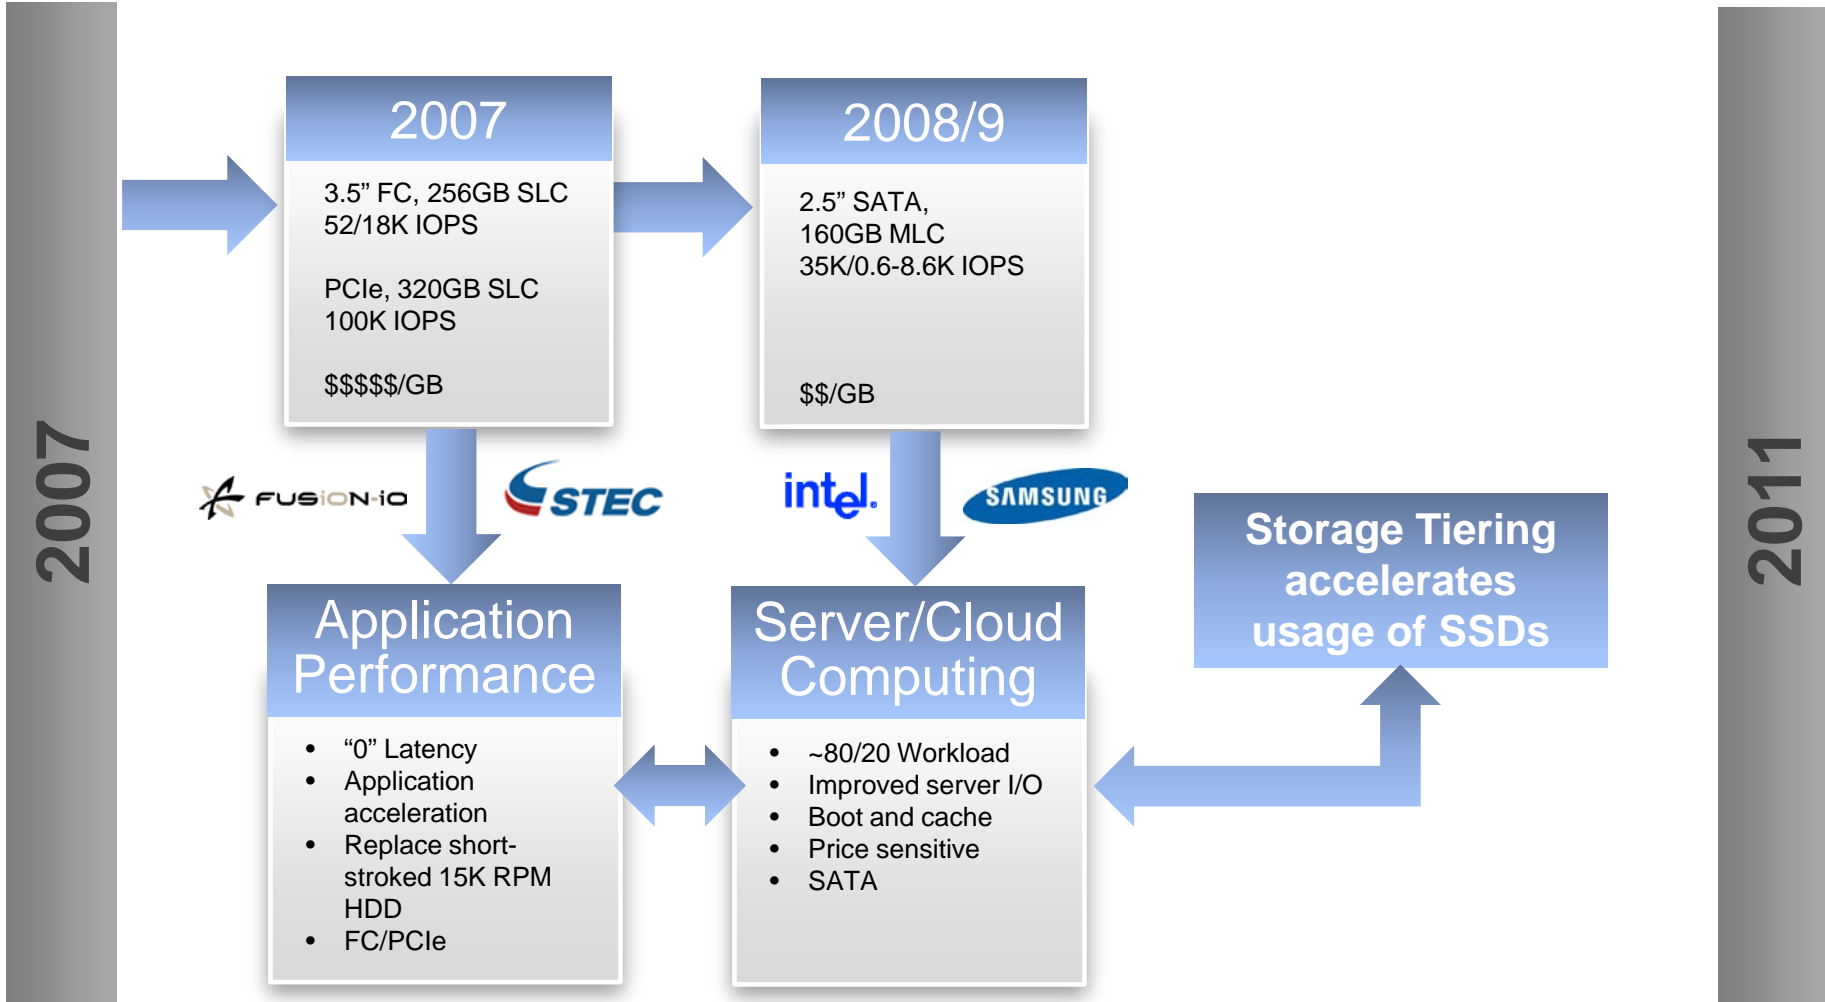 2007
2007
3.5” FC, 256GB SLC
52/18K IOPS
PCIe, 320GB SLC
100K IOPS
$$$$$/GB
2008/9
2.5” SATA,
160GB MLC
35K/0.6-8.6K IOPS
$$/GB
FUSION-iO
STEC
intel.
SAMSUNG
Application
Performance
• “0” Latency
• Application
acceleration
• Replace short-
stroked 15K RPM
HDD
• FC/PCIe
Server/Cloud
Computing
• ~80/20 Workload
• Improved server I/O
• Boot and cache
• Price sensitive
• SATA
Storage Tiering
accelerates
usage of SSDs
2011